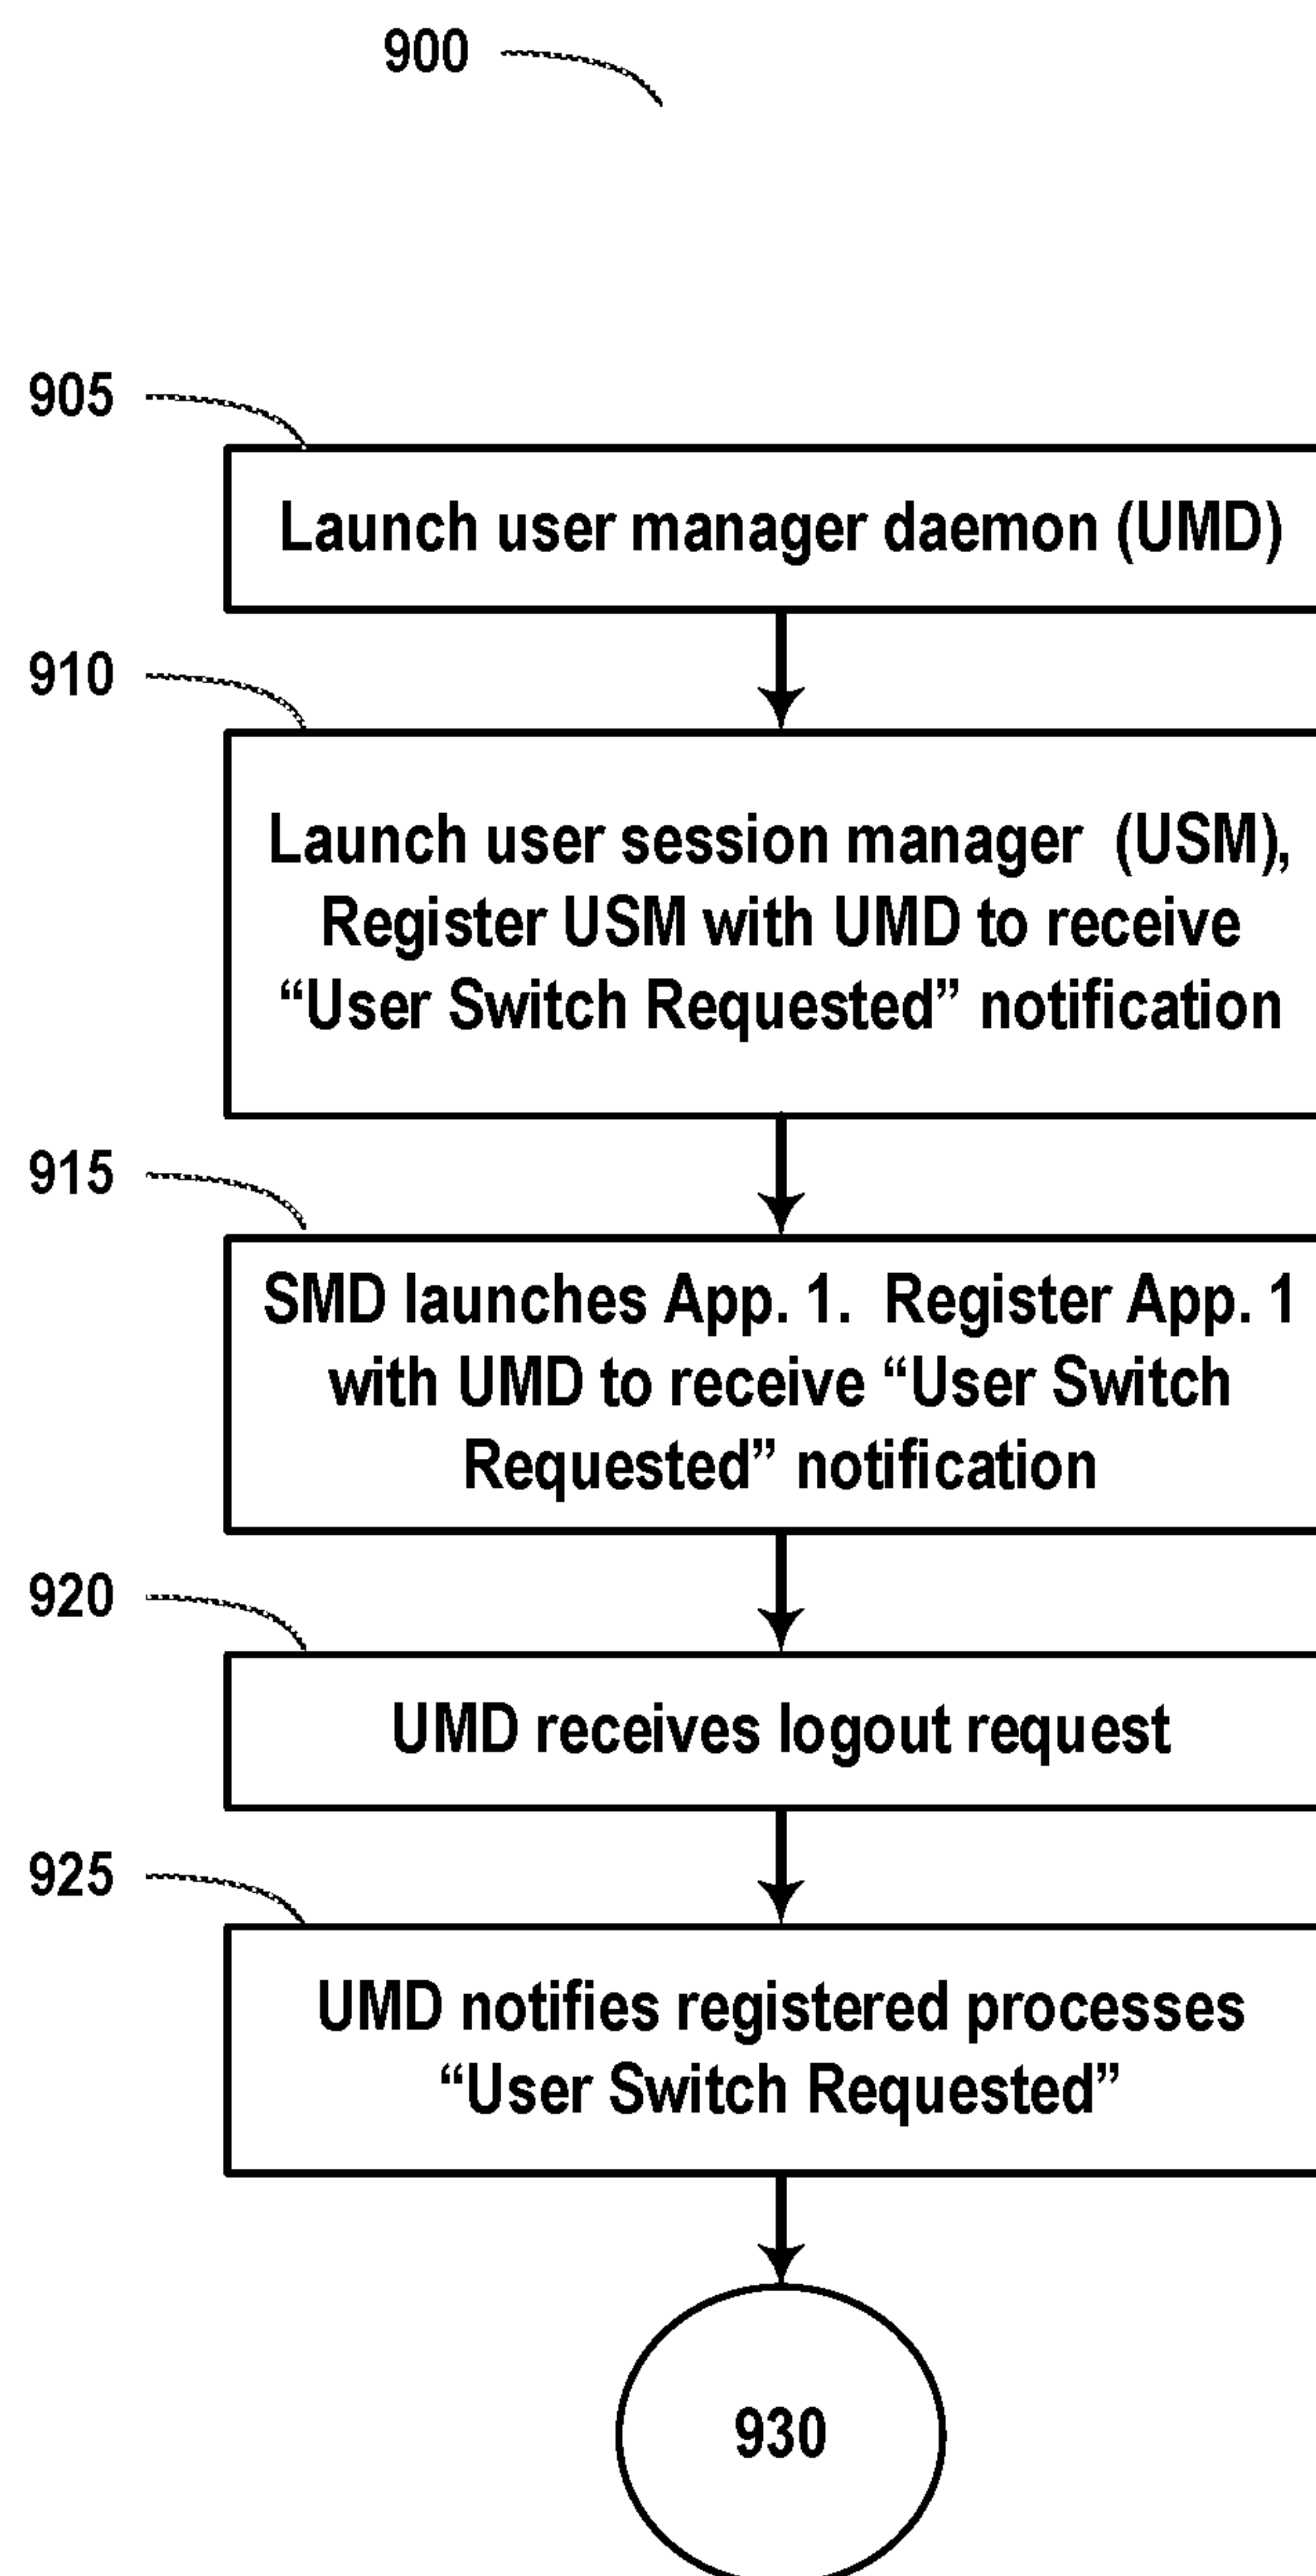 900
905
Launch user manager daemon (UMD)
910
Launch user session manager (USM),
Register USM with UMD to receive
“User Switch Requested” notification
915
SMD launches App. 1. Register App. 1
with UMD to receive “User Switch
Requested” notification
920
UMD receives logout request
925
UMD notifies registered processes
“User Switch Requested”
930